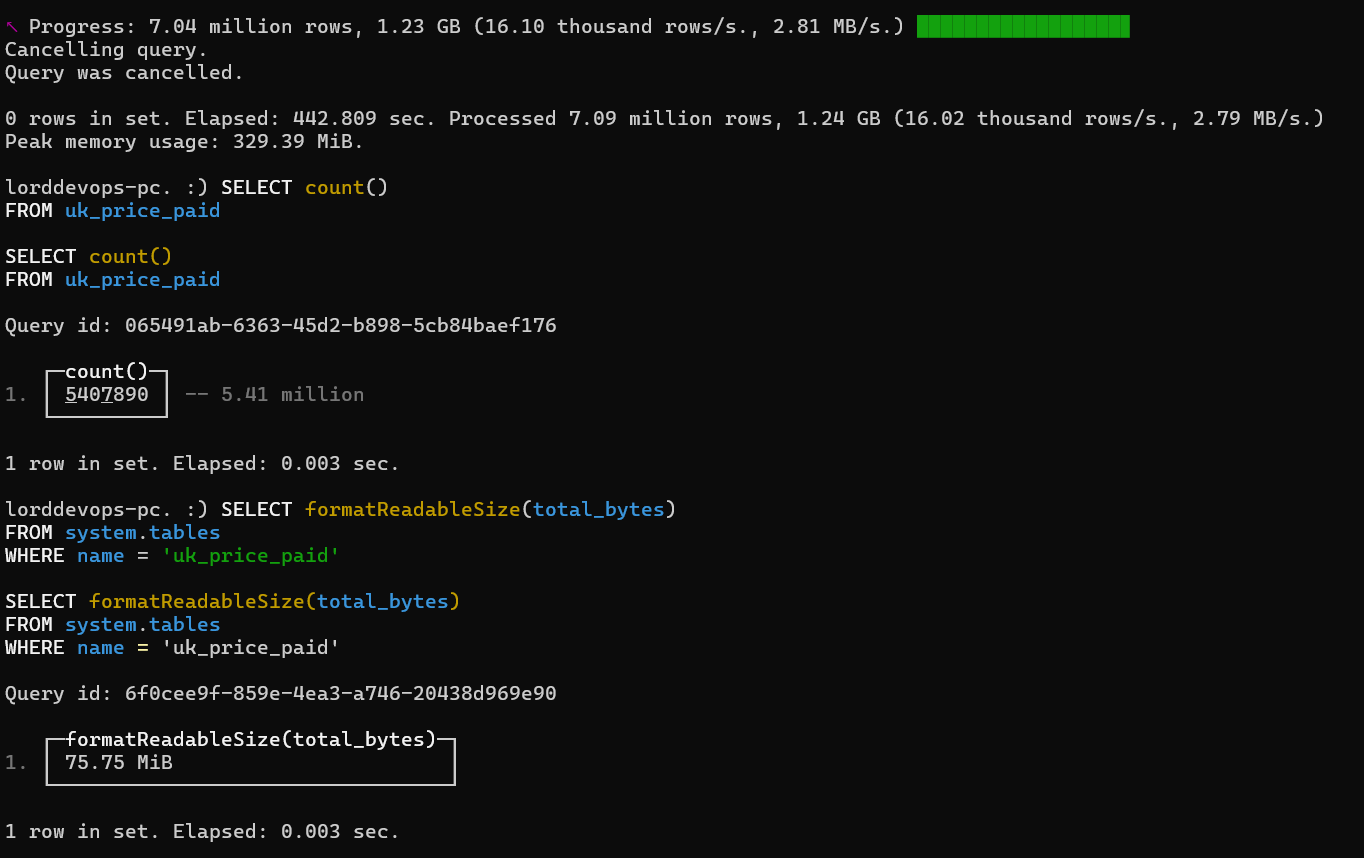 ↖ Progress: 7.04 million rows, 1.23 GB (16.10 thousand rows/s., 2.81 MB/s.)
Cancelling query.
Query was cancelled.
0 rows in set. Elapsed: 442.809 sec. Processed 7.09 million rows, 1.24 GB (16.02 thousand rows/s., 2.79 MB/s.)
Peak memory usage: 329.39 MiB.
lorddevops-pc. :) SELECT count()
FROM uk_price_paid
SELECT count()
FROM uk_price_paid
Query id: 065491ab-6363-45d2-b898-5cb84baef176
count()
1. 5407890 -- 5.41 million
1 row in set. Elapsed: 0.003 sec.
lorddevops-pc. :) SELECT formatReadableSize(total_bytes)
FROM system.tables
WHERE name = 'uk_price_paid'
SELECT formatReadableSize(total_bytes)
FROM system.tables
WHERE name = 'uk_price_paid'
Query id: 6f0cee9f-859e-4ea3-a746-20438d969e90
formatReadableSize(total_bytes)
1. 75.75 MiB
1 row in set. Elapsed: 0.003 sec.